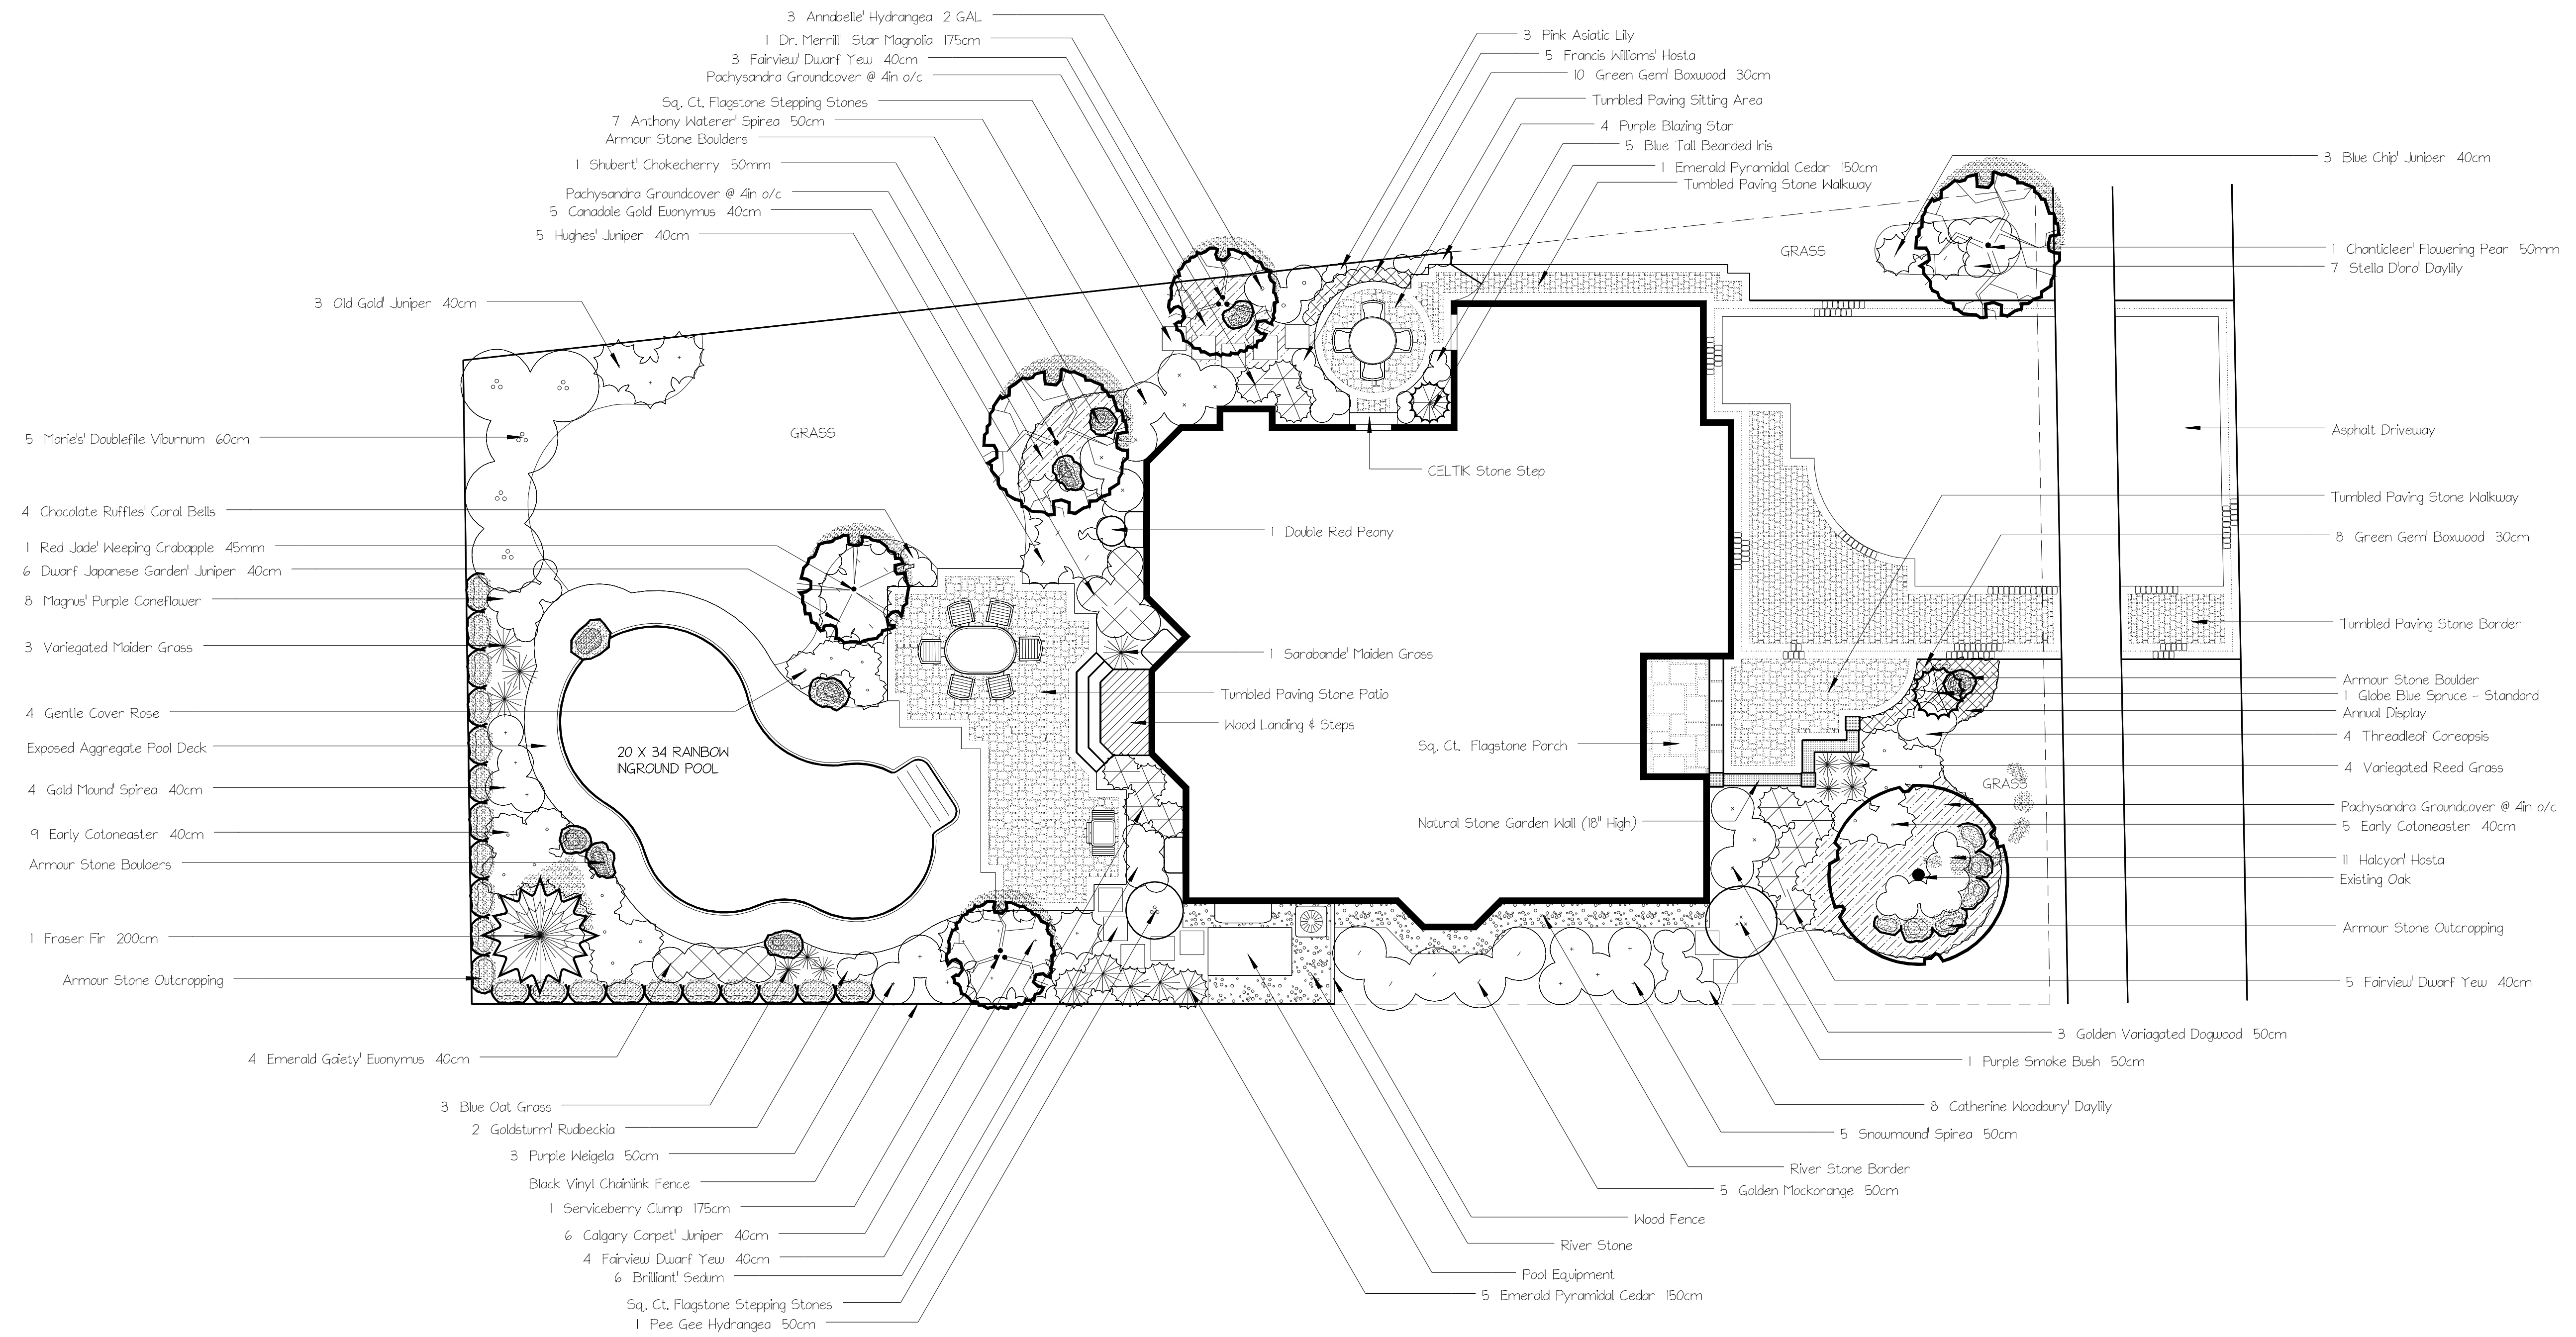 3 Annabelle' Hydrangea 2 GAL
1 Dr. Merrill' Star Magnolia 175cm
3 Fairview' Dwarf Yew 40cm
Pachysandra Groundcover @ 4in o/c
Sq. Ct. Flagstone Stepping Stones
7 Anthony Waterer' Spirea 50cm
Armour Stone Boulders
1 Shubert' Chokecherry 50mm
Pachysandra Groundcover @ 4in o/c
5 Canadale Gold' Euonymus 40cm
5 Hughes' Juniper 40cm
3 Old Gold' Juniper 40cm
5 Marie's' Doublefile Viburnum 60cm
4 Chocolate Ruffles' Coral Bells
1 Red Jade' Weeping Crabapple 45mm
6 Dwarf Japanese Garden' Juniper 40cm
8 Magnus' Purple Coneflower
3 Variegated Maiden Grass
4 Gentle Cover Rose
Exposed Aggregate Pool Deck
4 Gold Mound' Spirea 40cm
9 Early Cotoneaster 40cm
Armour Stone Boulders
1 Fraser Fir 200cm
Armour Stone Outcropping
4 Emerald Gaiety' Euonymus 40cm
3 Blue Oat Grass
2 Goldsturm' Rudbeckia
3 Purple Weigela 50cm
Black Vinyl Chainlink Fence
1 Serviceberry Clump 175cm
6 Calgary Carpet' Juniper 40cm
4 Fairview' Dwarf Yew 40cm
6 Brilliant' Sedum
Sq. Ct. Flagstone Stepping Stones
1 Pee Gee Hydrangea 50cm
GRASS
20 X 34 RAINBOW
INGROUND POOL
3 Pink Asiatic Lily
5 Francis Williams' Hosta
10 Green Gem' Boxwood 30cm
Tumbled Paving Sitting Area
4 Purple Blazing Star
5 Blue Tall Bearded Iris
1 Emerald Pyramidal Cedar 150cm
Tumbled Paving Stone Walkway
CELTIK Stone Step
1 Double Red Peony
1 Sarabande' Maiden Grass
Tumbled Paving Stone Patio
Wood Landing & Steps
Sq. Ct. Flagstone Porch
Natural Stone Garden Wall (18" High)
GRASS
GRASS
3 Blue Chip' Juniper 40cm
1 Chanticleer' Flowering Pear 50mm
7 Stella D'oro' Daylily
Asphalt Driveway
Tumbled Paving Stone Walkway
8 Green Gem' Boxwood 30cm
Tumbled Paving Stone Border
Armour Stone Boulder
1 Globe Blue Spruce - Standard
Annual Display
4 Threadleaf Coreopsis
4 Variegated Reed Grass
Pachysandra Groundcover @ 4in o/c
5 Early Cotoneaster 40cm
11 Halcyon' Hosta
Existing Oak
Armour Stone Outcropping
5 Fairview' Dwarf Yew 40cm
3 Golden Variagated Dogwood 50cm
1 Purple Smoke Bush 50cm
8 Catherine Woodbury' Daylily
5 Snowmound' Spirea 50cm
River Stone Border
5 Golden Mockorange 50cm
Wood Fence
River Stone
Pool Equipment
5 Emerald Pyramidal Cedar 150cm